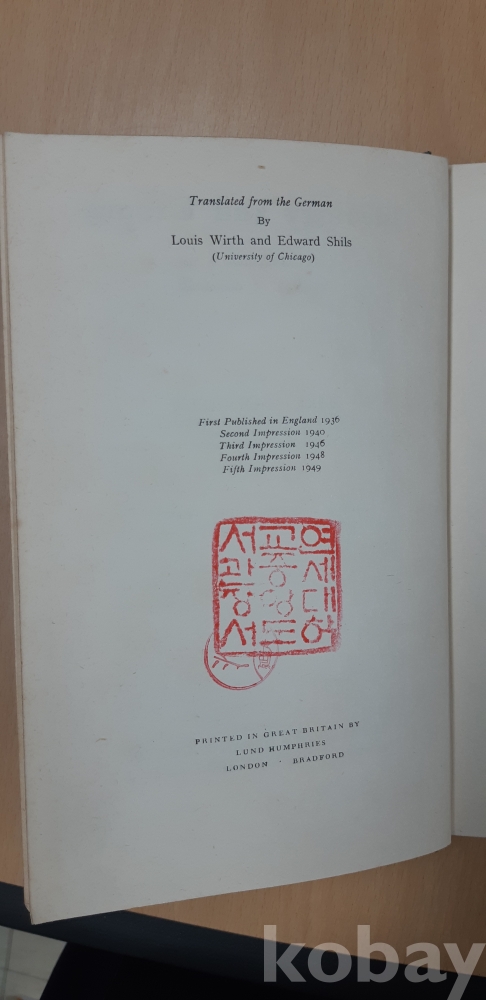 Translated from the German
By
Louis Wirth and Edward Shils
(University of Chicago)
First Published in England 1936
Second Impression 1940
Third Impression 1946
Fourth Impression 1948
Fifth Impression 1949
연세대학
교중앙도
서관장서
PRINTED IN GREAT BRITAIN BY
LUND HUMPHRIES
LONDON · BRADFORD
kobay